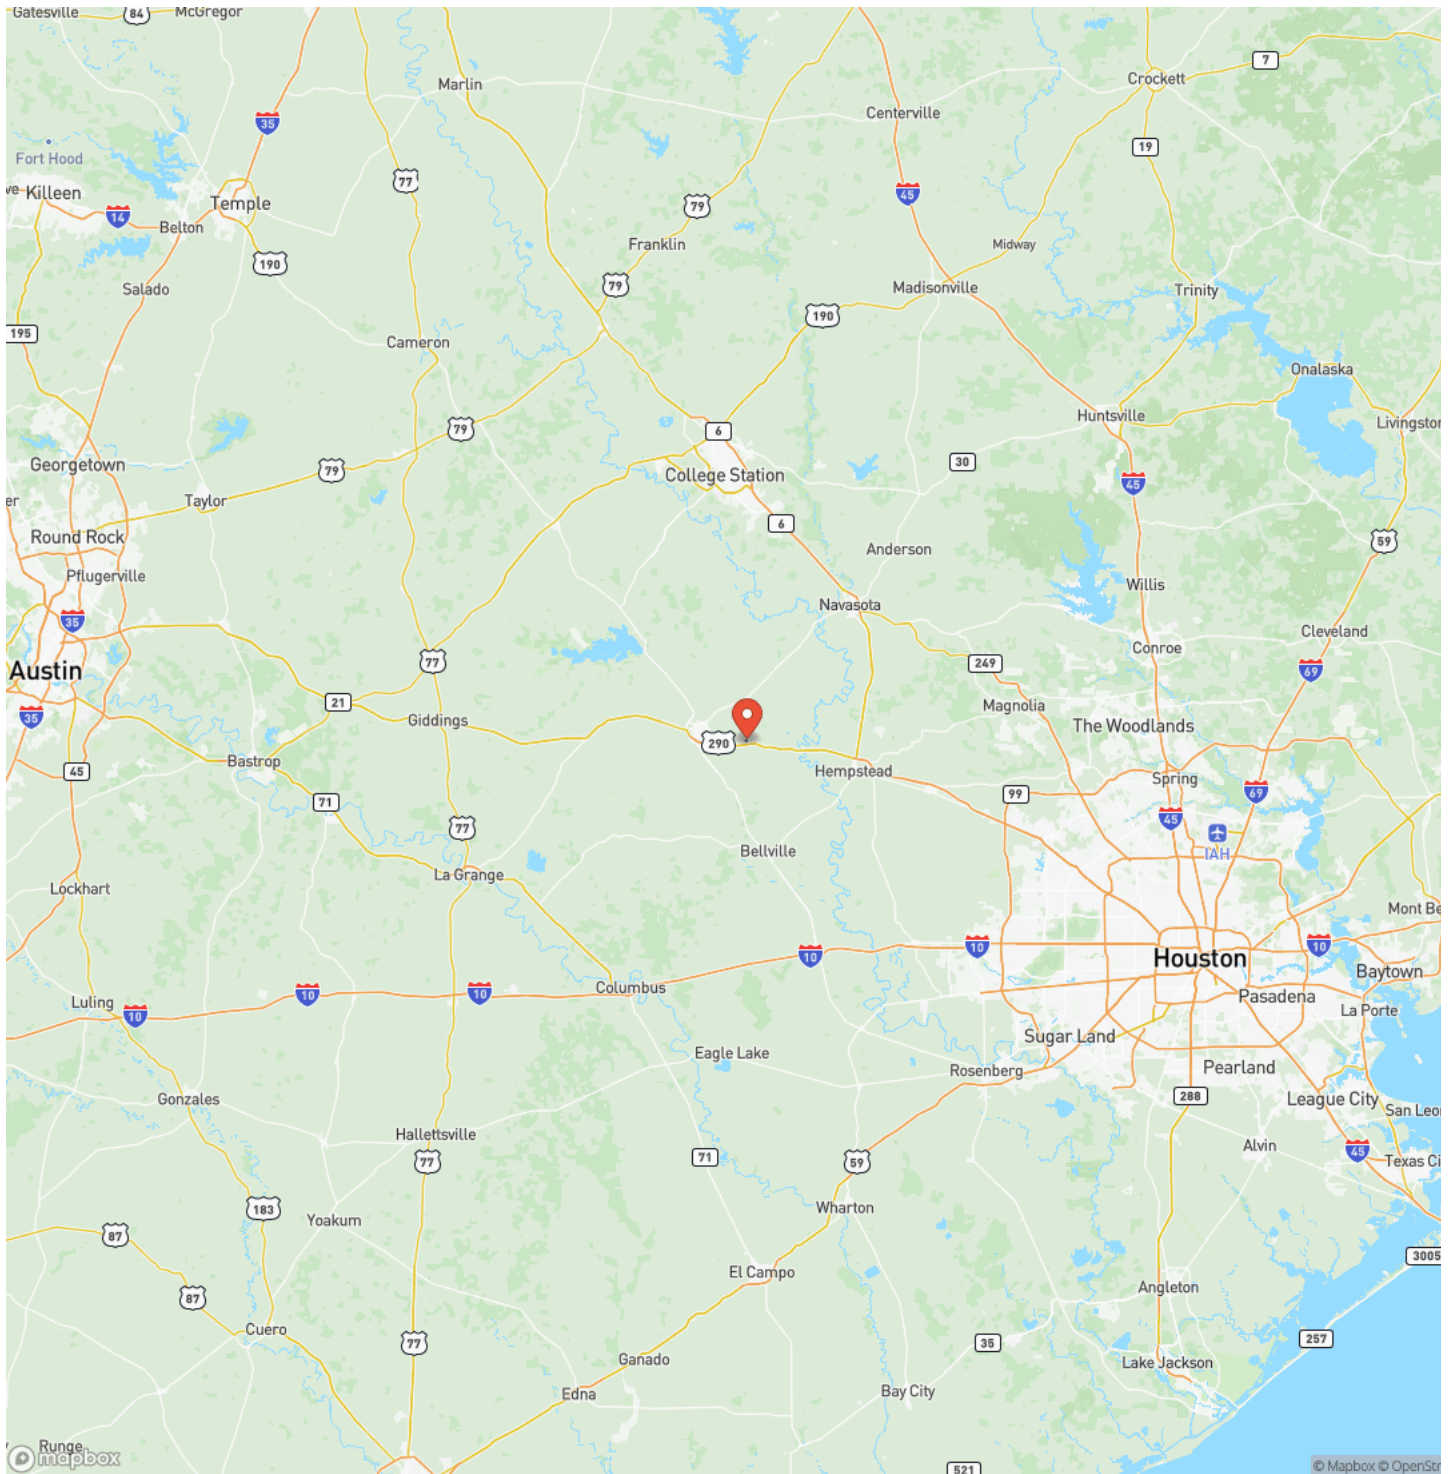 Gatesville
84
McGregor
7
Crockett
Marlin
Centerville
35
19
Fort Hood
77
45
ve
Killeen
14
Temple
79
Belton
Franklin
Midway
190
79
Madisonville
Trinity
Salado
190
195
Cameron
Onalaska
Huntsville
Livingston
79
6
Georgetown
79
College Station
30
45
er
Taylor
6
Round Rock
59
Anderson
Pflugerville
Willis
Navasota
35
Cleveland
Conroe
77
249
69
Austin
21
Magnolia
35
Giddings
The Woodlands
290
Bastrop
Hempstead
45
Spring
99
69
71
45
77
Bellville
IAH
La Grange
Lockhart
Mont Be
10
10
10
Houston
Baytown
Columbus
10
10
Luling
Pasadena
10
La Porte
Sugar Land
Eagle Lake
Rosenberg
Pearland
Gonzales
288
League City
San Leon
Hallettsville
Alvin
45
71
77
59
Texas Ci
183
Wharton
Yoakum
87
3005
El Campo
Angleton
87
Cuero
257
77
35
Ganado
Lake Jackson
Edna
Bay City
Runge
mapbox
521
© Mapbox © OpenStr